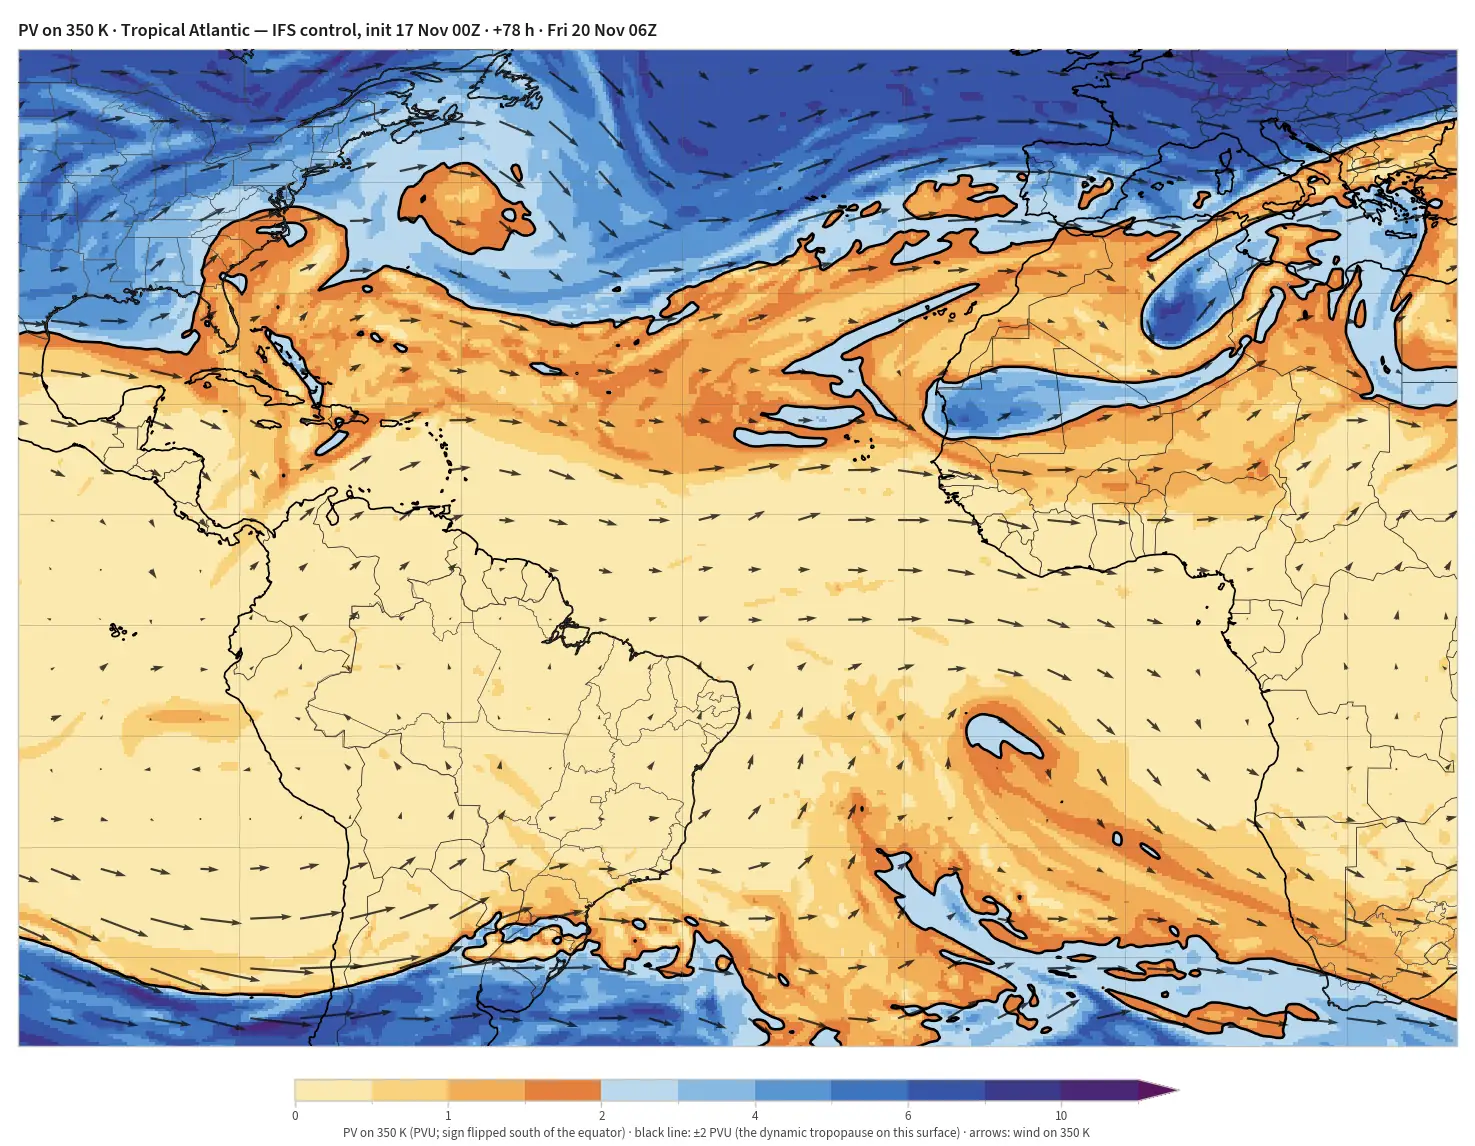 PV on 350 K · Tropical Atlantic — IFS control, init 17 Nov 00Z · +78 h · Fri 20 Nov 06Z
0 1 2 4 6 10
PV on 350 K (PVU; sign flipped south of the equator) · black line: ±2 PVU (the dynamic tropopause on this surface) · arrows: wind on 350 K